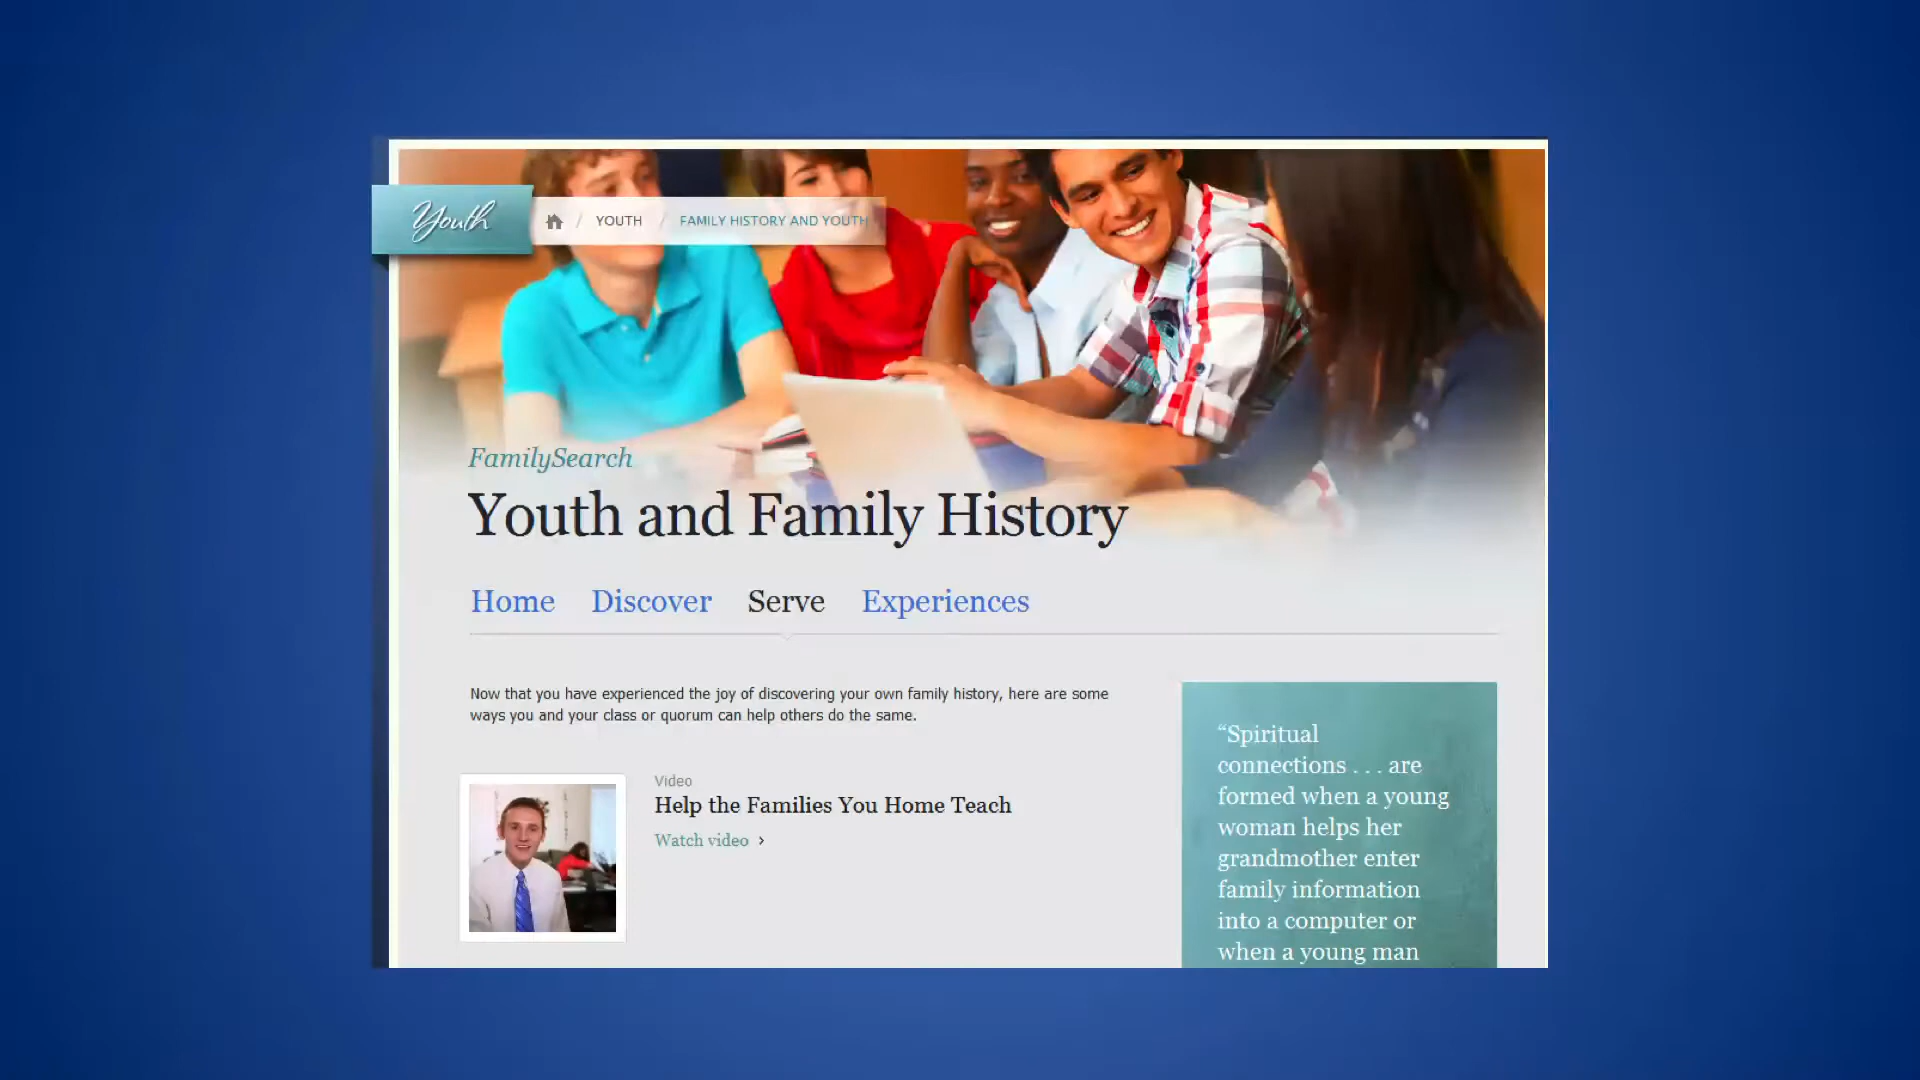 Youth
YOUTH / FAMILY HISTORY AND YOUTH
FamilySearch
Youth and Family History
Home Discover Serve Experiences
Now that you have experienced the joy of discovering your own family history, here are some
ways you and your class or quorum can help others do the same.
Video
Help the Families You Home Teach
Watch video ›
“Spiritual
connections . . . are
formed when a young
woman helps her
grandmother enter
family information
into a computer or
when a young man